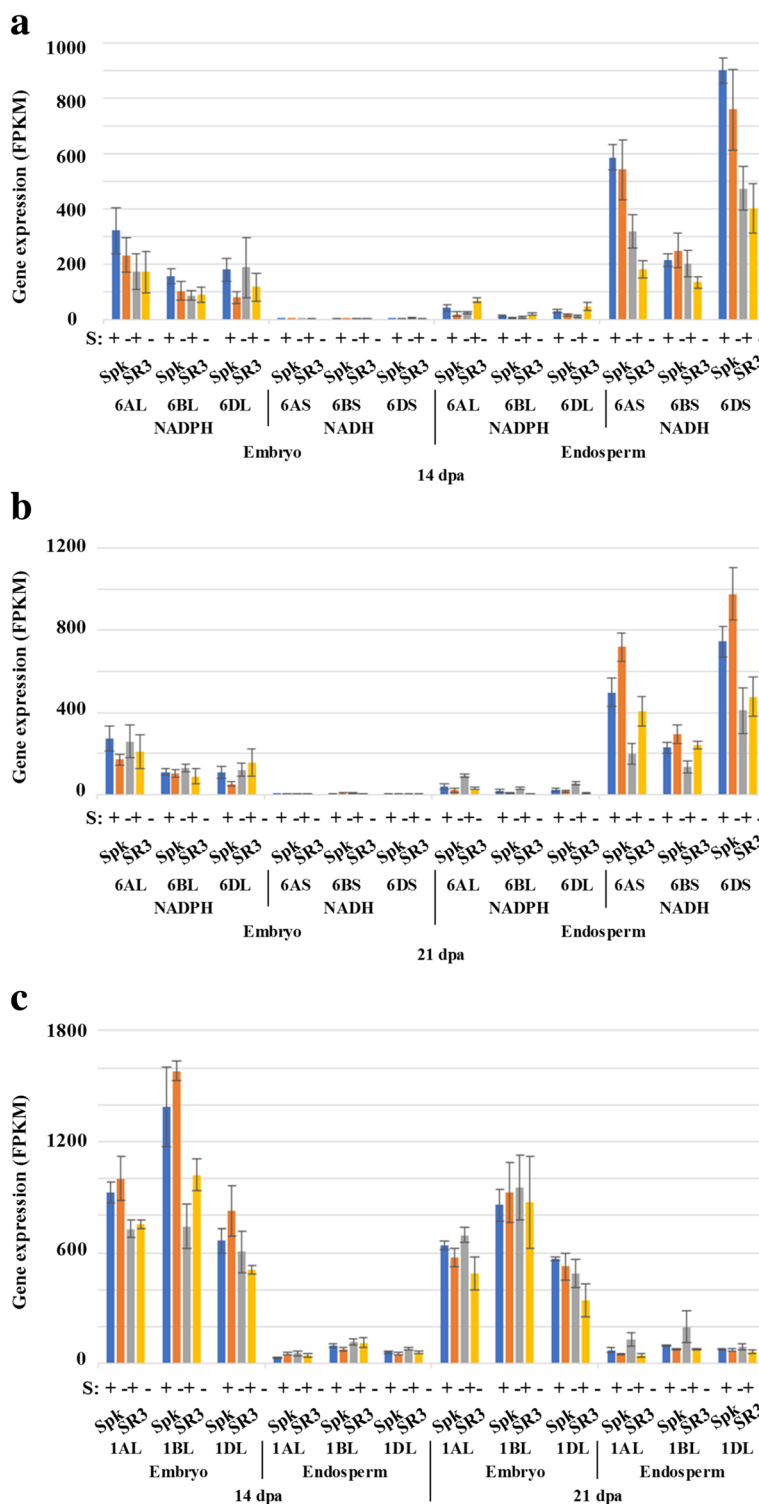 a
Gene expression (FPKM)
1000
800
600
400
200
0
S: + -+ - + -+ - + -+ - + -+ - + -+ - + -+ - + -+ - + -+ - + -+ - + -+ - + -+ - + -+ -
Spk SR3 Spk SR3 Spk SR3 Spk SR3 Spk SR3 Spk SR3 Spk SR3 Spk SR3 Spk SR3 Spk SR3 Spk SR3 Spk SR3
6AL 6BL 6DL 6AS 6BS 6DS 6AL 6BL 6DL 6AS 6BS 6DS
NADPH NADH NADPH NADH
Embryo Endosperm
14 dpa
b
Gene expression (FPKM)
1200
800
400
0
S: + -+ - + -+ - + -+ - + -+ - + -+ - + -+ - + -+ - + -+ - + -+ - + -+ - + -+ - + -+ -
Spk SR3 Spk SR3 Spk SR3 Spk SR3 Spk SR3 Spk SR3 Spk SR3 Spk SR3 Spk SR3 Spk SR3 Spk SR3 Spk SR3
6AL 6BL 6DL 6AS 6BS 6DS 6AL 6BL 6DL 6AS 6BS 6DS
NADPH NADH NADPH NADH
Embryo Endosperm
21 dpa
c
Gene expression (FPKM)
1800
1200
600
0
S: + -+ - + -+ - + -+ - + -+ - + -+ - + -+ - + -+ - + -+ - + -+ - + -+ - + -+ - + -+ -
Spk SR3 Spk SR3 Spk SR3 Spk SR3 Spk SR3 Spk SR3 Spk SR3 Spk SR3 Spk SR3 Spk SR3 Spk SR3 Spk SR3
1AL 1BL 1DL 1AL 1BL 1DL 1AL 1BL 1DL 1AL 1BL 1DL
Embryo Endosperm Embryo Endosperm
14 dpa 21 dpa